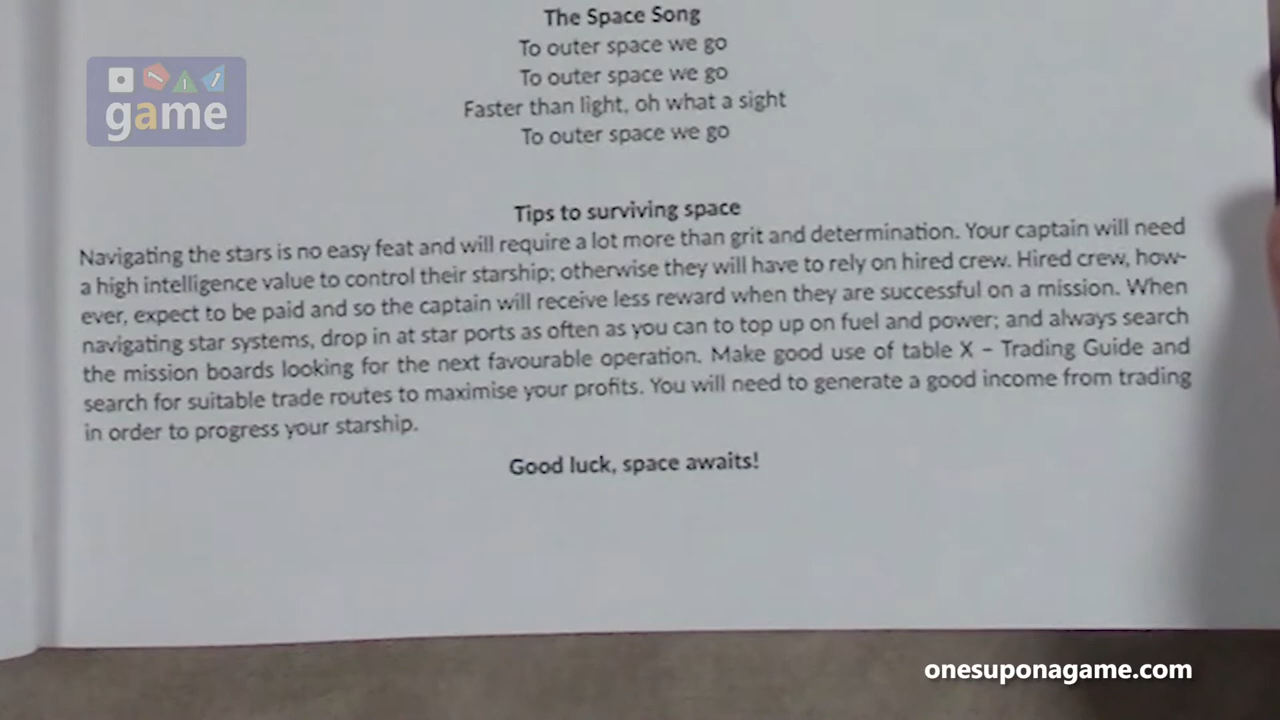 The Space Song
To outer space we go
To outer space we go
Faster than light, oh what a sight
To outer space we go
game
Tips to surviving space
Navigating the stars is no easy feat and will require a lot more than grit and determination. Your captain will need
a high intelligence value to control their starship; otherwise they will have to rely on hired crew. Hired crew, how-
ever, expect to be paid and so the captain will receive less reward when they are successful on a mission. When
navigating star systems, drop in at star ports as often as you can to top up on fuel and power; and always search
the mission boards looking for the next favourable operation. Make good use of table X – Trading Guide and
search for suitable trade routes to maximise your profits. You will need to generate a good income from trading
in order to progress your starship.
Good luck, space awaits!
onesuponagame.com